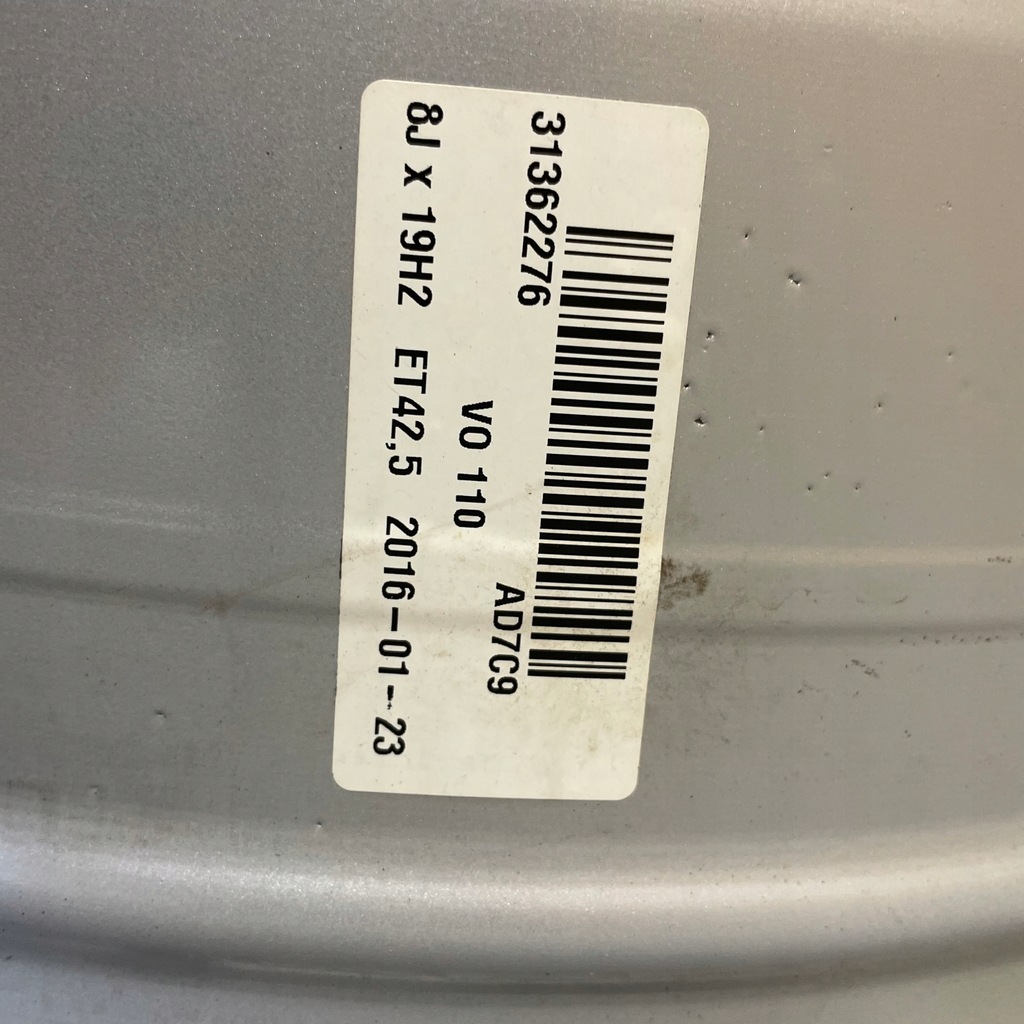 31362276
AD7C9
VO 110
8J x 19H2 ET42,5 2016-01-23